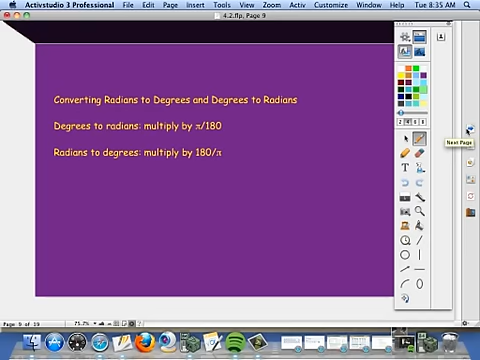 Activstudio 3 Professional File Edit View Page Insert Tools Zoom Activ Customize Window Help Tue 8:35 AM
4.2.flp, Page 9
Converting Radians to Degrees and Degrees to Radians
Degrees to radians: multiply by π/180
Radians to degrees: multiply by 180/π
Next Page
Page 9 of 19